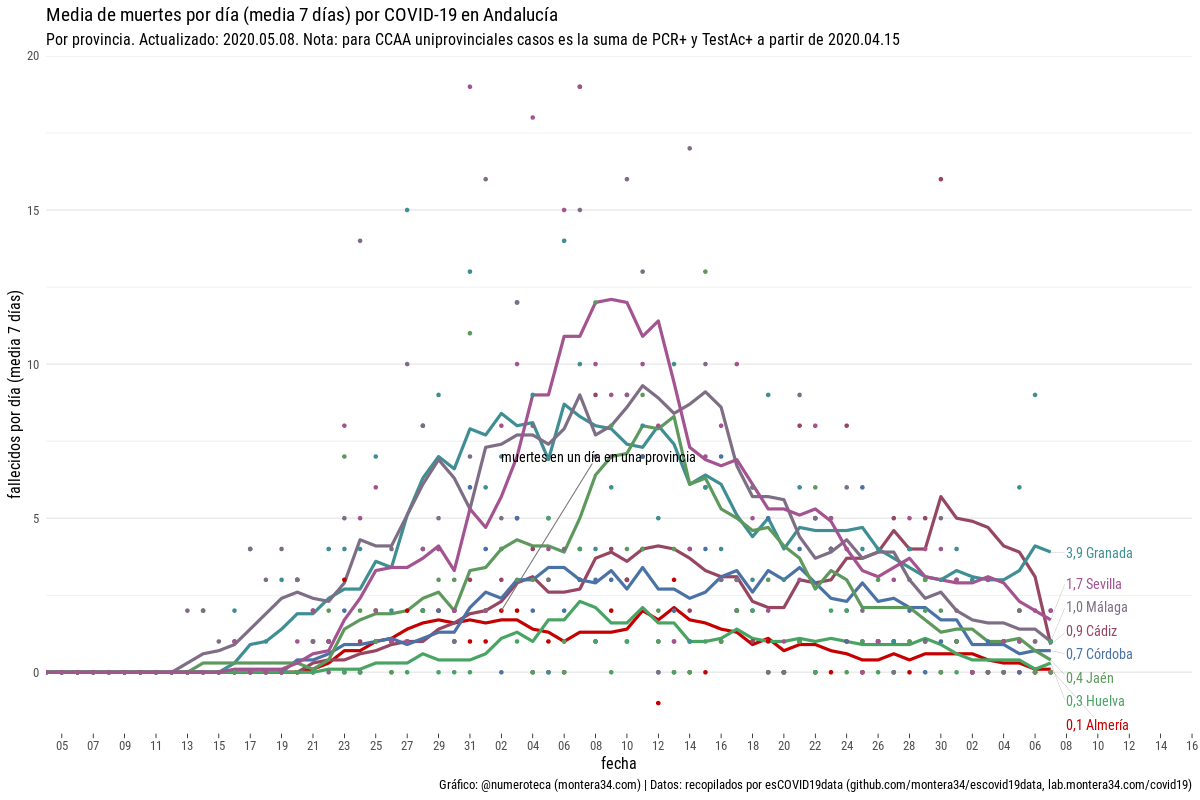 Media de muertes por día (media 7 días) por COVID-19 en Andalucía
Por provincia. Actualizado: 2020.05.08. Nota: para CCAA uniprovinciales casos es la suma de PCR+ y TestAc+ a partir de 2020.04.15
20
15
10
5
0
fallecidos por día (media 7 días)
muertes en un día en una provincia
3,9 Granada
1,7 Sevilla
1,0 Málaga
0,9 Cádiz
0,7 Córdoba
0,4 Jaén
0,3 Huelva
0,1 Almería
05 07 09 11 13 15 17 19 21 23 25 27 29 31 02 04 06 08 10 12 14 16 18 20 22 24 26 28 30 02 04 06 08 10 12 14 16
fecha
Gráfico: @numeroteca (montera34.com) | Datos: recopilados por esCOVID19data (github.com/montera34/escovid19data, lab.montera34.com/covid19)